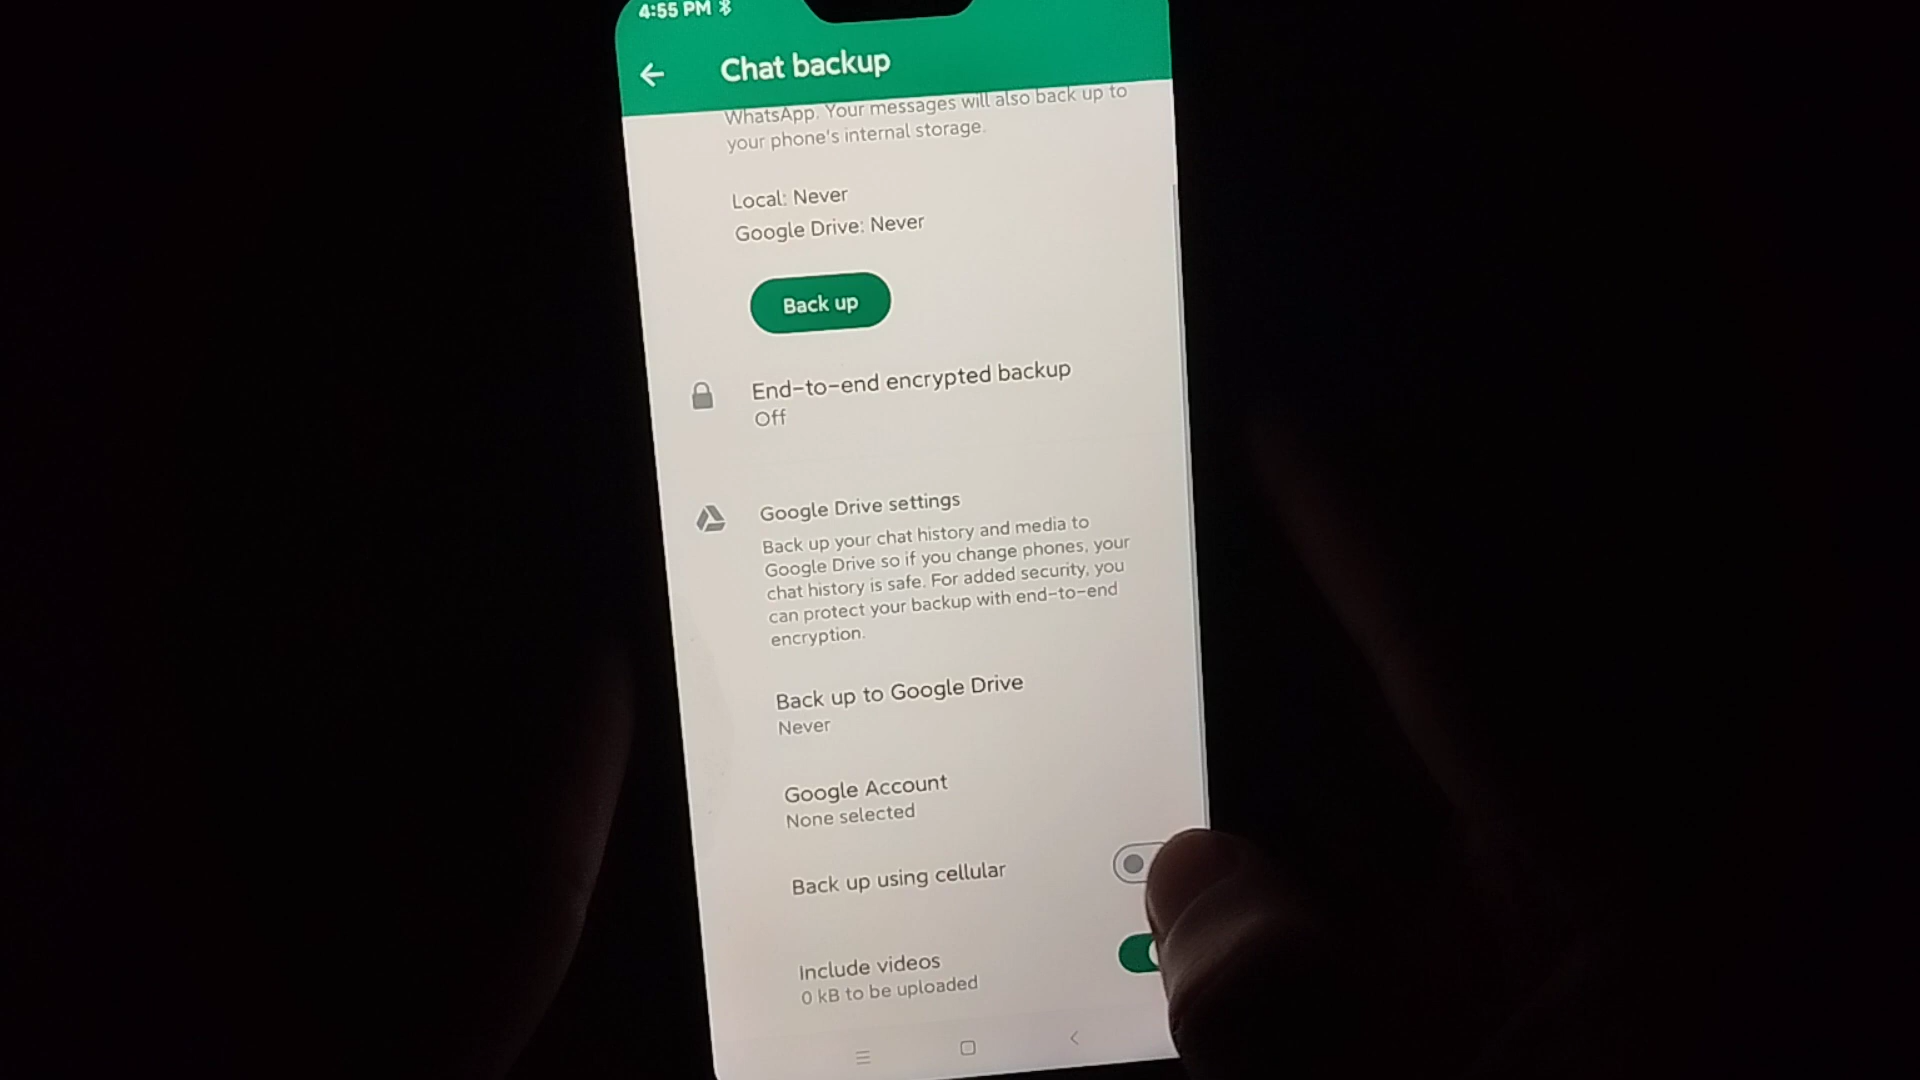 4:55 PM
Chat backup
WhatsApp. Your messages will also back up to
your phone's internal storage.
Local: Never
Google Drive: Never
Back up
End-to-end encrypted backup
Off
Google Drive settings
Back up your chat history and media to
Google Drive so if you change phones, your
chat history is safe. For added security, you
can protect your backup with end-to-end
encryption.
Back up to Google Drive
Never
Google Account
None selected
Back up using cellular
Include videos
0 kB to be uploaded